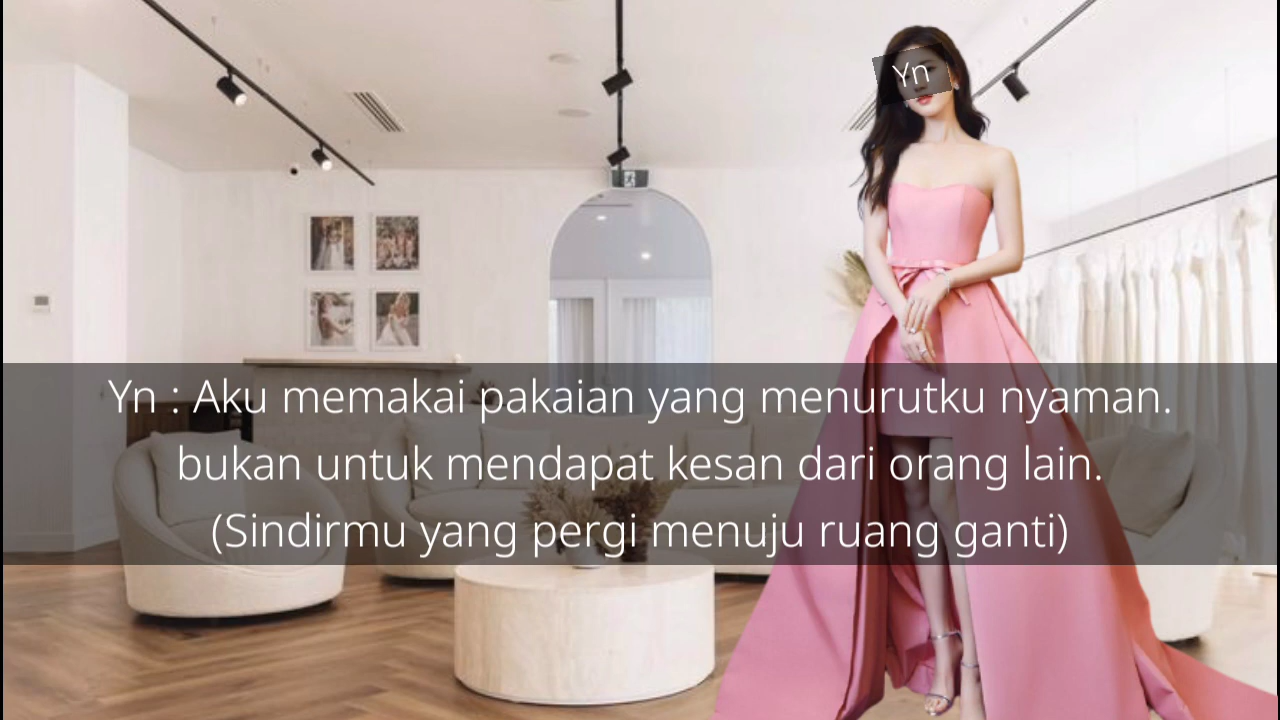 Yn
Yn : Aku memakai pakaian yang menurutku nyaman.
bukan untuk mendapat kesan dari orang lain.
(Sindirmu yang pergi menuju ruang ganti)